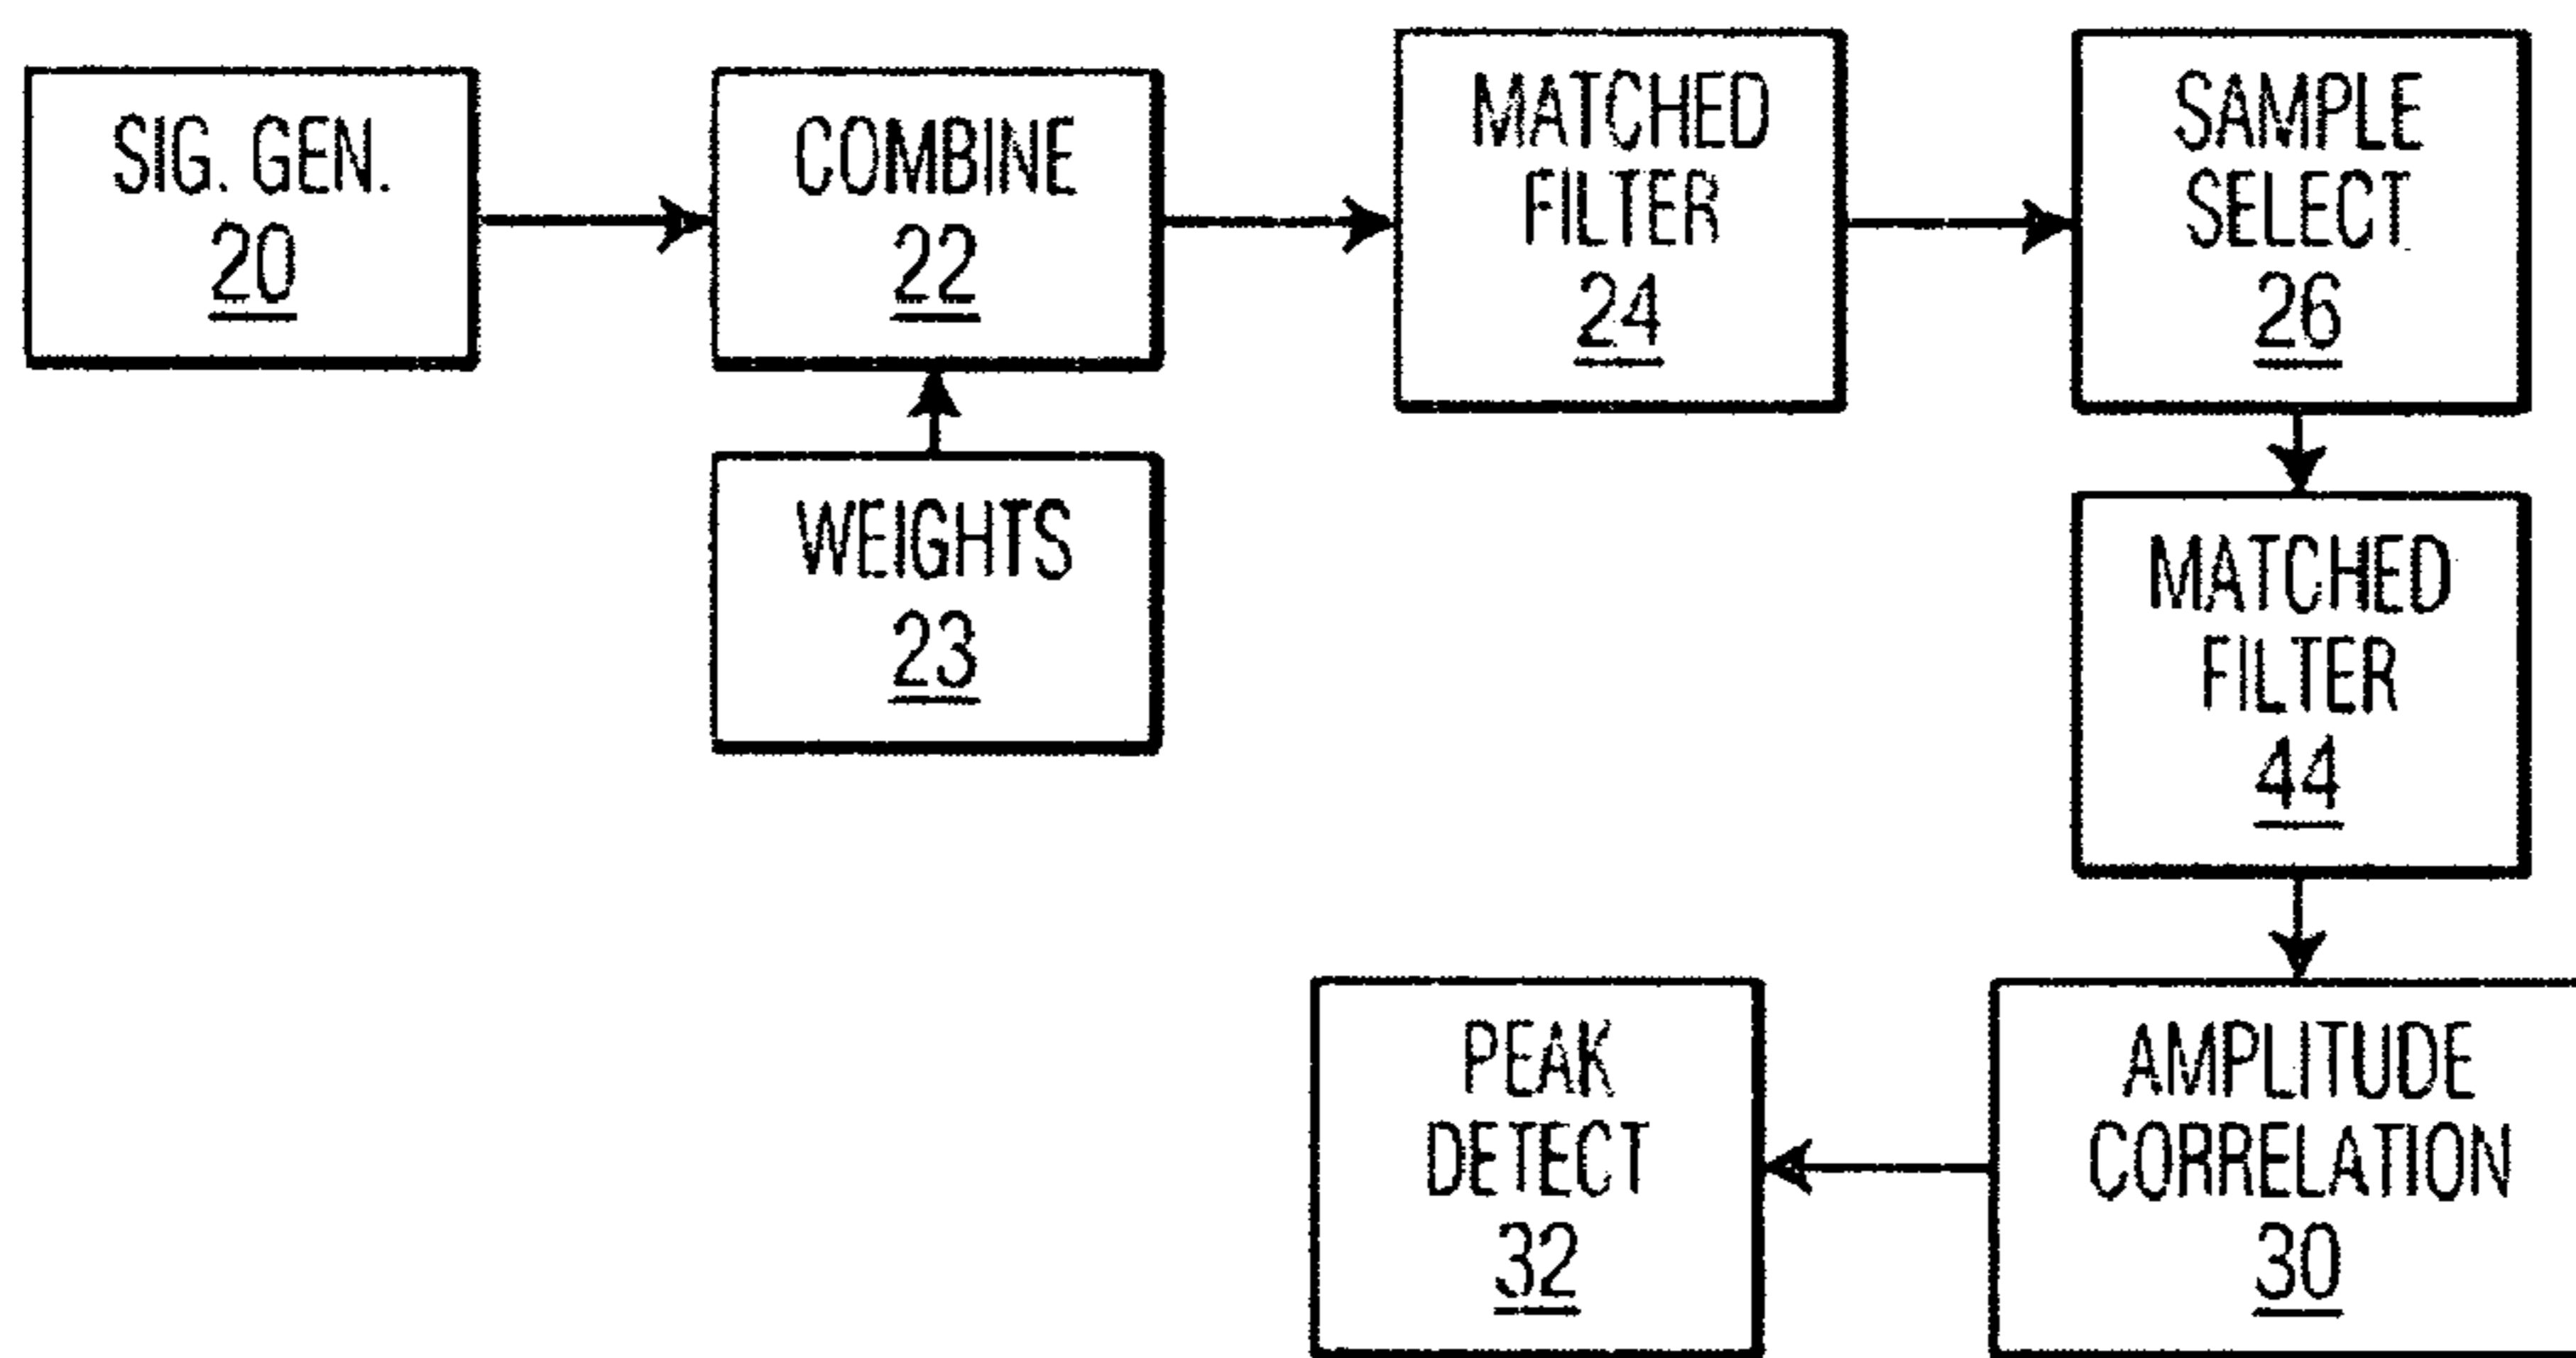 SIG. GEN.
20
COMBINE
22
MATCHED
FILTER
24
SAMPLE
SELECT
26
WEIGHTS
23
MATCHED
FILTER
44
PEAK
DETECT
32
AMPLITUDE
CORRELATION
30